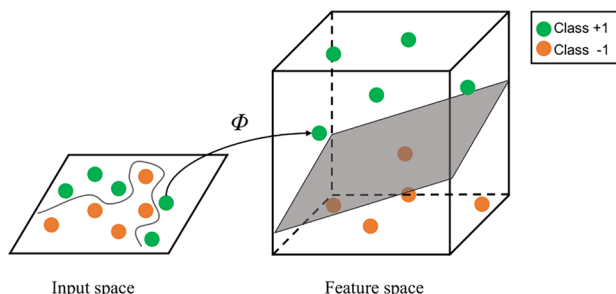 Class +1
Class -1
Φ
Input space
Feature space